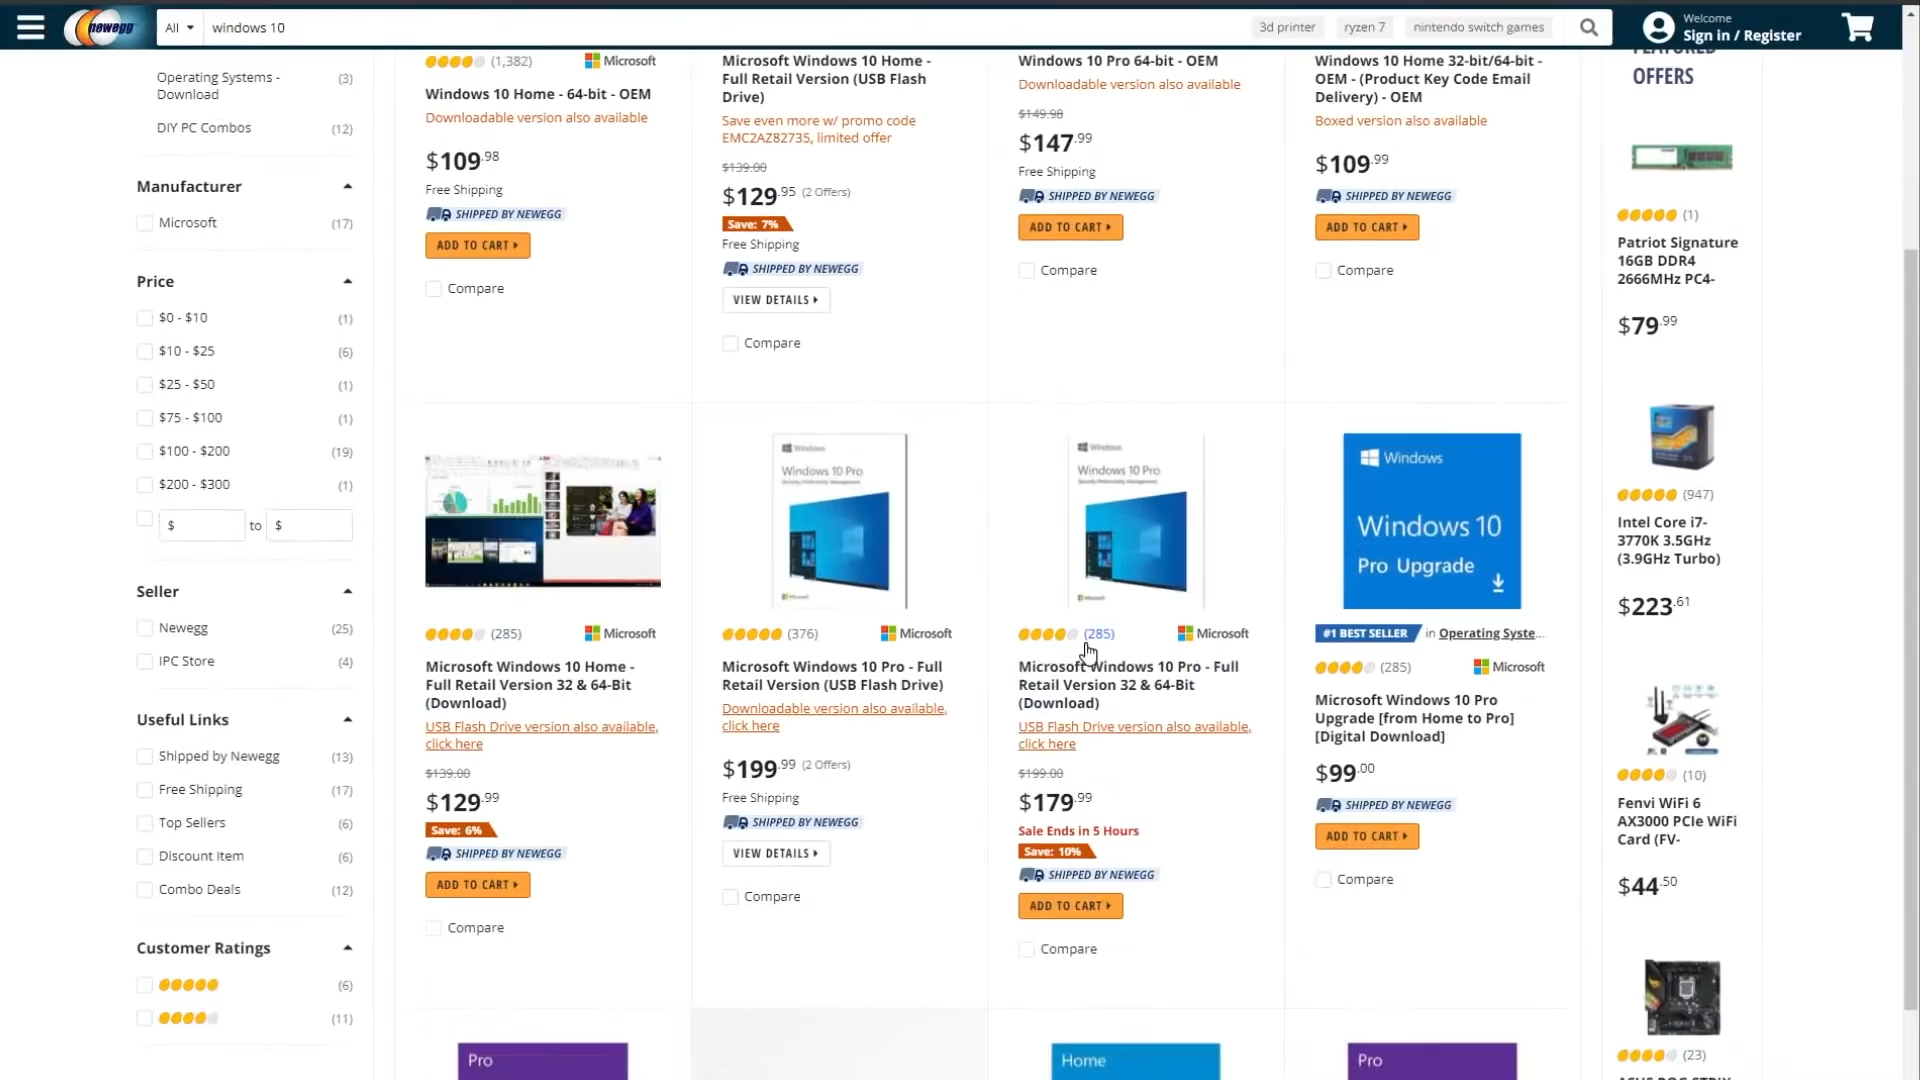 newegg
All
windows 10
3d printer
ryzen 7
nintendo switch games
Welcome
Sign in / Register
Operating Systems -
Download
(3)
DIY PC Combos
(12)
Manufacturer
Microsoft
(17)
Price
$0 - $10
(1)
$10 - $25
(6)
$25 - $50
(1)
$75 - $100
(1)
$100 - $200
(19)
$200 - $300
(1)
$
to
$
Seller
Newegg
(25)
IPC Store
(4)
Useful Links
Shipped by Newegg
(13)
Free Shipping
(17)
Top Sellers
(6)
Discount Item
(6)
Combo Deals
(12)
Customer Ratings
(6)
(11)
(1,382)
Microsoft
Windows 10 Home - 64-bit - OEM
Downloadable version also available
$109.98
Free Shipping
SHIPPED BY NEWEGG
ADD TO CART
Compare
Microsoft Windows 10 Home -
Full Retail Version (USB Flash
Drive)
Save even more w/ promo code
EMC2AZ82735, limited offer
$139.00
$129.95 (2 Offers)
Save: 7%
Free Shipping
SHIPPED BY NEWEGG
VIEW DETAILS
Compare
Windows 10 Pro 64-bit - OEM
Downloadable version also available
$149.98
$147.99
Free Shipping
SHIPPED BY NEWEGG
ADD TO CART
Compare
Windows 10 Home 32-bit/64-bit -
OEM - (Product Key Code Email
Delivery) - OEM
Boxed version also available
$109.99
SHIPPED BY NEWEGG
ADD TO CART
Compare
(285)
Microsoft
Microsoft Windows 10 Home -
Full Retail Version 32 & 64-Bit
(Download)
USB Flash Drive version also available,
click here
$139.00
$129.99
Save: 6%
SHIPPED BY NEWEGG
ADD TO CART
Compare
Windows
Windows 10 Pro
(376)
Microsoft
Microsoft Windows 10 Pro - Full
Retail Version (USB Flash Drive)
Downloadable version also available,
click here
$199.99 (2 Offers)
Free Shipping
SHIPPED BY NEWEGG
VIEW DETAILS
Compare
Windows
Windows 10 Pro
(285)
Microsoft
Microsoft Windows 10 Pro - Full
Retail Version 32 & 64-Bit
(Download)
USB Flash Drive version also available,
click here
$199.00
$179.99
Sale Ends in 5 Hours
Save: 10%
SHIPPED BY NEWEGG
ADD TO CART
Compare
Windows
Windows 10
Pro Upgrade
#1 BEST SELLER in Operating Syste...
(285)
Microsoft
Microsoft Windows 10 Pro
Upgrade [from Home to Pro]
[Digital Download]
$99.00
SHIPPED BY NEWEGG
ADD TO CART
Compare
Pro
Home
Pro
FEATURED
OFFERS
(1)
Patriot Signature
16GB DDR4
2666MHz PC4-
$79.99
(947)
Intel Core i7-
3770K 3.5GHz
(3.9GHz Turbo)
$223.61
(10)
Fenvi WiFi 6
AX3000 PCIe WiFi
Card (FV-
$44.50
(23)
ASUS ROG STRIX